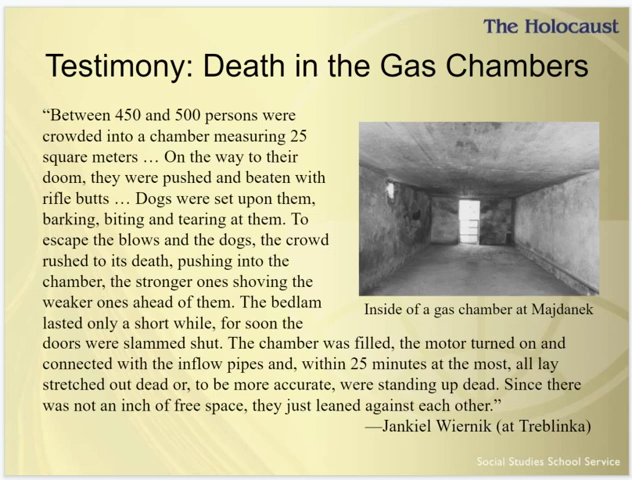 The Holocaust
Testimony: Death in the Gas Chambers
“Between 450 and 500 persons were
crowded into a chamber measuring 25
square meters … On the way to their
doom, they were pushed and beaten with
rifle butts … Dogs were set upon them,
barking, biting and tearing at them. To
escape the blows and the dogs, the crowd
rushed to its death, pushing into the
chamber, the stronger ones shoving the
weaker ones ahead of them. The bedlam
lasted only a short while, for soon the
doors were slammed shut. The chamber was filled, the motor turned on and
connected with the inflow pipes and, within 25 minutes at the most, all lay
stretched out dead or, to be more accurate, were standing up dead. Since there
was not an inch of free space, they just leaned against each other.”
—Jankiel Wiernik (at Treblinka)
Inside of a gas chamber at Majdanek
Social Studies School Service